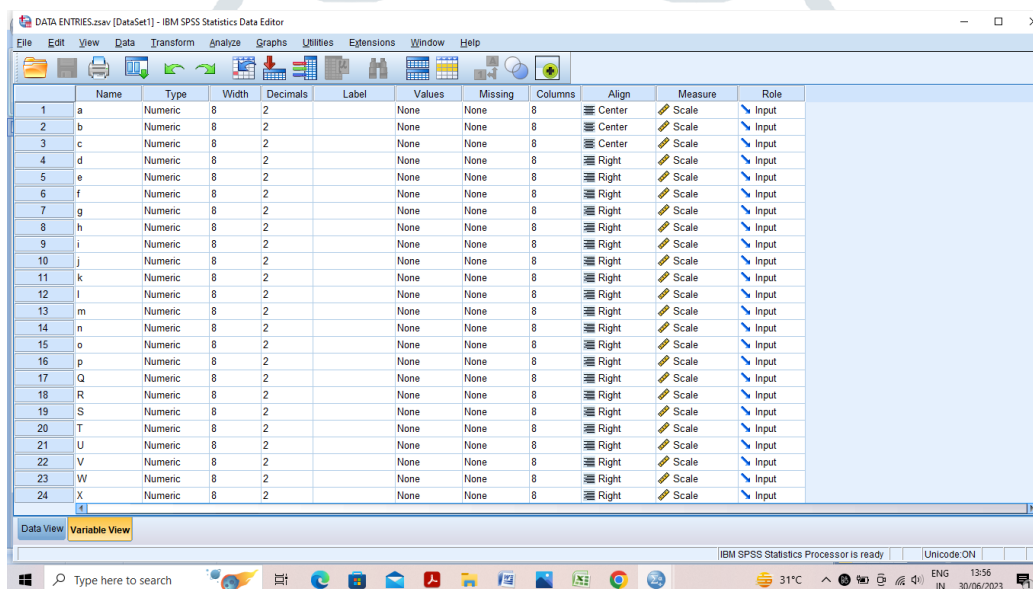 DATA ENTRIES.zsav [DataSet1] - IBM SPSS Statistics Data Editor
File Edit View Data Transform Analyze Graphs Utilities Extensions Window Help
Name Type Width Decimals Label Values Missing Columns Align Measure Role
1 a Numeric 8 2 None None 8 Center Scale Input
2 b Numeric 8 2 None None 8 Center Scale Input
3 c Numeric 8 2 None None 8 Center Scale Input
4 d Numeric 8 2 None None 8 Right Scale Input
5 e Numeric 8 2 None None 8 Right Scale Input
6 f Numeric 8 2 None None 8 Right Scale Input
7 g Numeric 8 2 None None 8 Right Scale Input
8 h Numeric 8 2 None None 8 Right Scale Input
9 i Numeric 8 2 None None 8 Right Scale Input
10 j Numeric 8 2 None None 8 Right Scale Input
11 k Numeric 8 2 None None 8 Right Scale Input
12 l Numeric 8 2 None None 8 Right Scale Input
13 m Numeric 8 2 None None 8 Right Scale Input
14 n Numeric 8 2 None None 8 Right Scale Input
15 o Numeric 8 2 None None 8 Right Scale Input
16 p Numeric 8 2 None None 8 Right Scale Input
17 Q Numeric 8 2 None None 8 Right Scale Input
18 R Numeric 8 2 None None 8 Right Scale Input
19 S Numeric 8 2 None None 8 Right Scale Input
20 T Numeric 8 2 None None 8 Right Scale Input
21 U Numeric 8 2 None None 8 Right Scale Input
22 V Numeric 8 2 None None 8 Right Scale Input
23 W Numeric 8 2 None None 8 Right Scale Input
24 X Numeric 8 2 None None 8 Right Scale Input
Data View Variable View
IBM SPSS Statistics Processor is ready Unicode:ON
Type here to search 31°C ENG 13:56
IN 30/06/2023